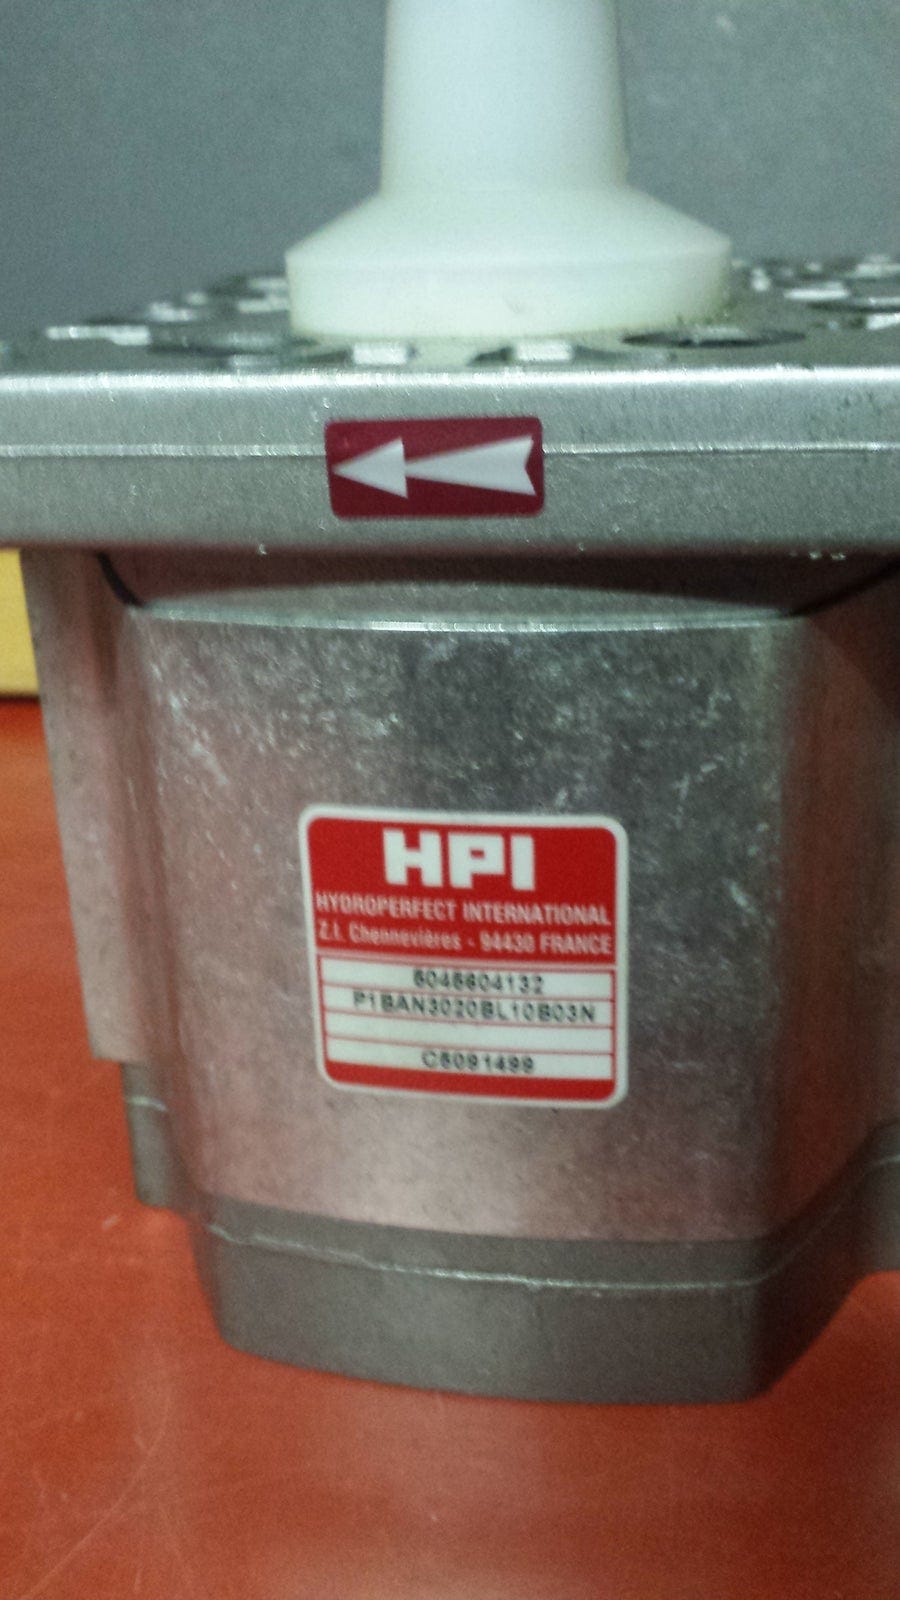 HPI
HYDROPERFECT INTERNATIONAL
Z.I. Chennevières - 94430 FRANCE
5045604132
P1BAN3020BL10B03N
C5091499